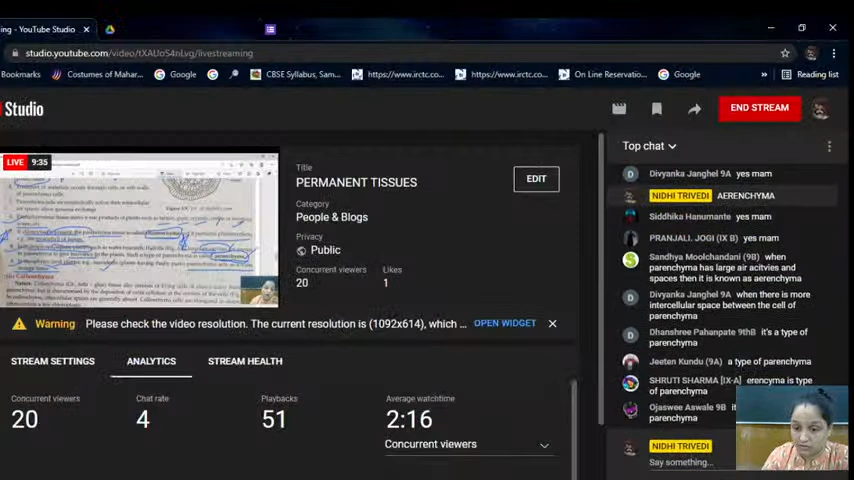 ng - YouTube Studio
studio.youtube.com/video/tXAUoS4nLvg/livestreaming
Bookmarks
Costumes of Mahar...
Google
CBSE Syllabus, Sam...
https://www.irctc.co...
https://www.irctc.co...
On Line Reservatio...
Google
Reading list
Studio
END STREAM
LIVE 9:35
Title
PERMANENT TISSUES
EDIT
Category
People & Blogs
Privacy
Public
Concurrent viewers
20
Likes
1
Warning Please check the video resolution. The current resolution is (1092x614), which ... OPEN WIDGET
STREAM SETTINGS
ANALYTICS
STREAM HEALTH
Concurrent viewers
20
Chat rate
4
Playbacks
51
Average watchtime
2:16
Concurrent viewers
Top chat
Divyanka Janghel 9A yes mam
NIDHI TRIVEDI AERENCHYMA
Siddhika Hanumante yes mam
PRANJALI. JOGI (IX B) yes mam
Sandhya Moolchandani (9B) when
parenchyma has large air acitvies and
spaces then it is known as aerenchyma
Divyanka Janghel 9A when there is more
intercellular space between the cell of
parenchyma
Dhanshree Pahanpate 9thB it's a type of
parenchyma
Jeeten Kundu (9A) a type of parenchyma
SHRUTI SHARMA [IX-A] erencyma is type
of parenchyma
Ojaswee Aawale 9B
parenchyma
NIDHI TRIVEDI
Say something...